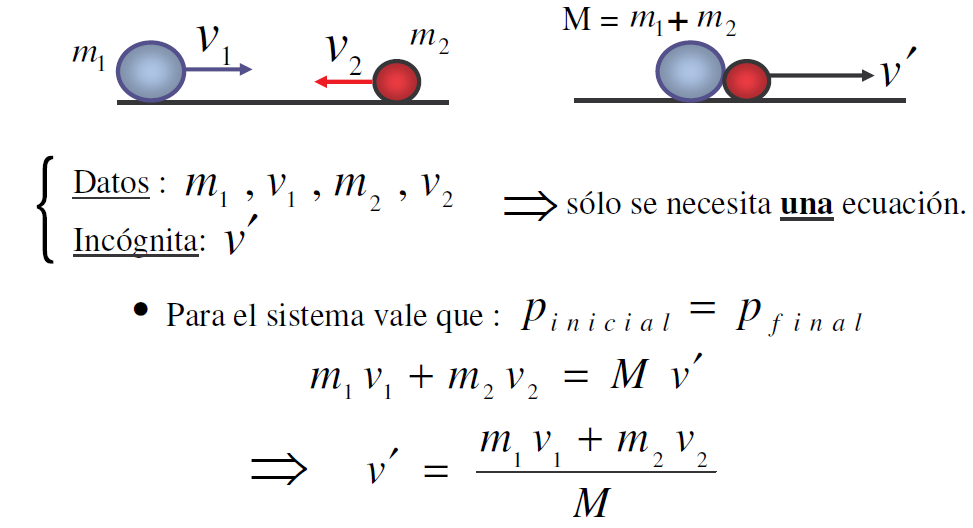 m₁ v₁ v₂ m₂ M = m₁ + m₂ v′
Datos : m₁ , v₁ , m₂ , v₂
Incógnita: v′
⇒ sólo se necesita una ecuación.
• Para el sistema vale que : p inicial = p final
m₁ v₁ + m₂ v₂ = M v′
⇒ v′ = m₁ v₁ + m₂ v₂
M